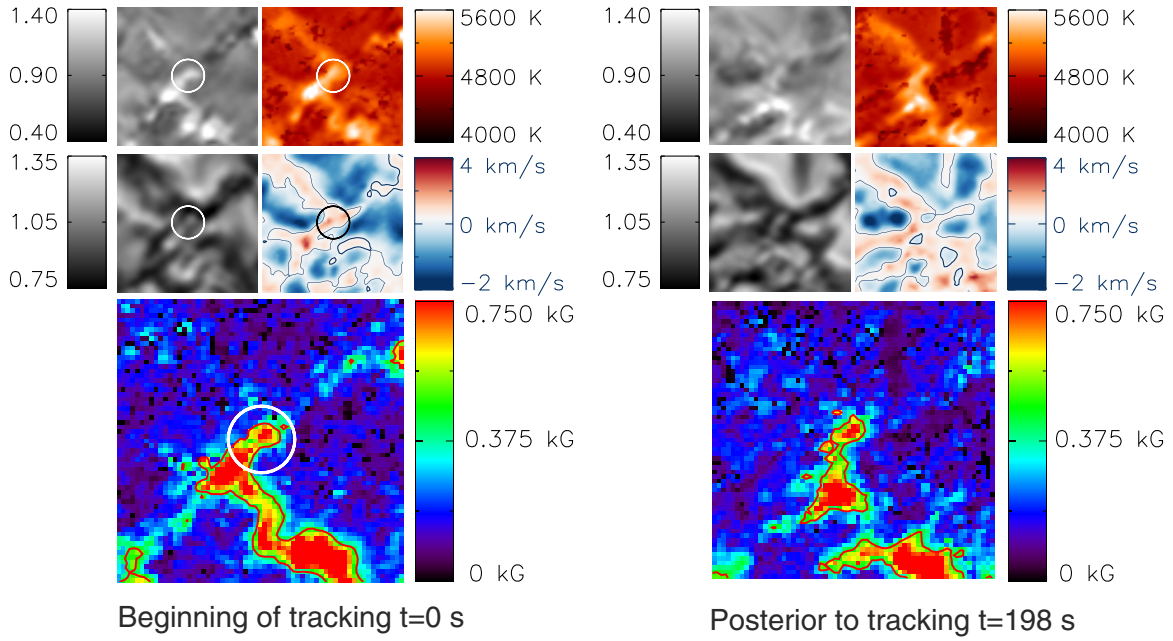 1.40
0.90
0.40
5600 K
4800 K
4000 K
1.40
0.90
0.40
5600 K
4800 K
4000 K
1.35
1.05
0.75
4 km/s
0 km/s
-2 km/s
1.35
1.05
0.75
4 km/s
0 km/s
-2 km/s
0.750 kG
0.375 kG
0 kG
0.750 kG
0.375 kG
0 kG
Beginning of tracking t=0 s
Posterior to tracking t=198 s